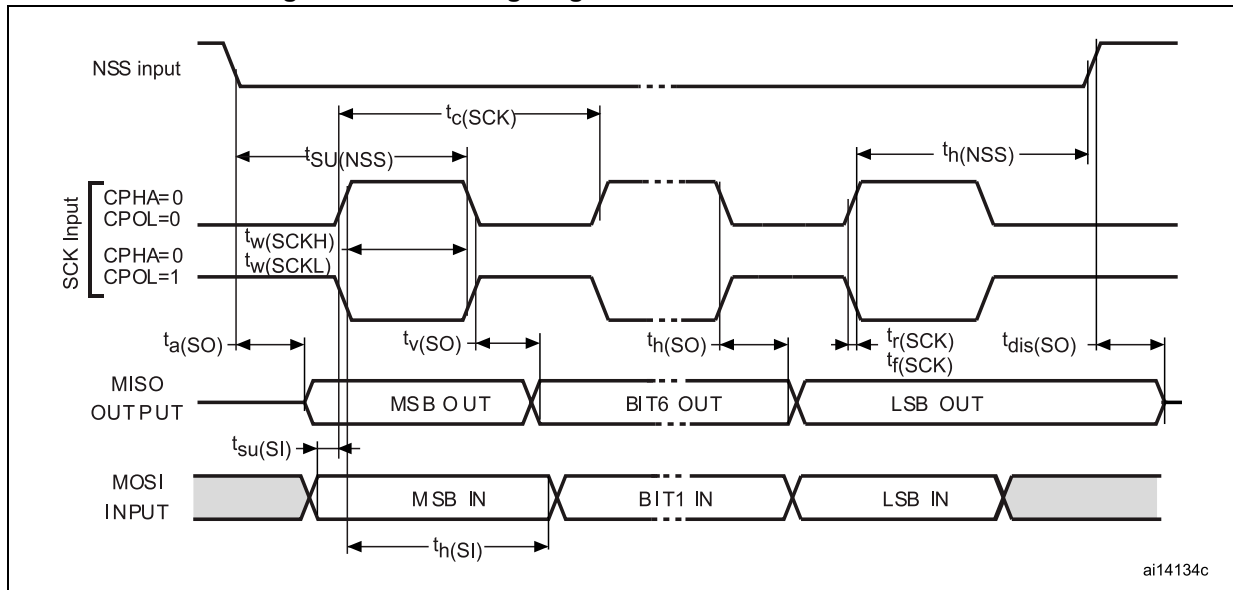 NSS input
tc(SCK)
tSU(NSS)
th(NSS)
SCK Input
CPHA=0
CPOL=0
tw(SCKH)
CPHA=0
tw(SCKL)
CPOL=1
ta(SO)
tv(SO)
th(SO)
tr(SCK)
tf(SCK)
tdis(SO)
MISO
OUTPUT
MSB OUT
BIT6 OUT
LSB OUT
tsu(SI)
MOSI
INPUT
MSB IN
BIT1 IN
LSB IN
th(SI)
ai14134c